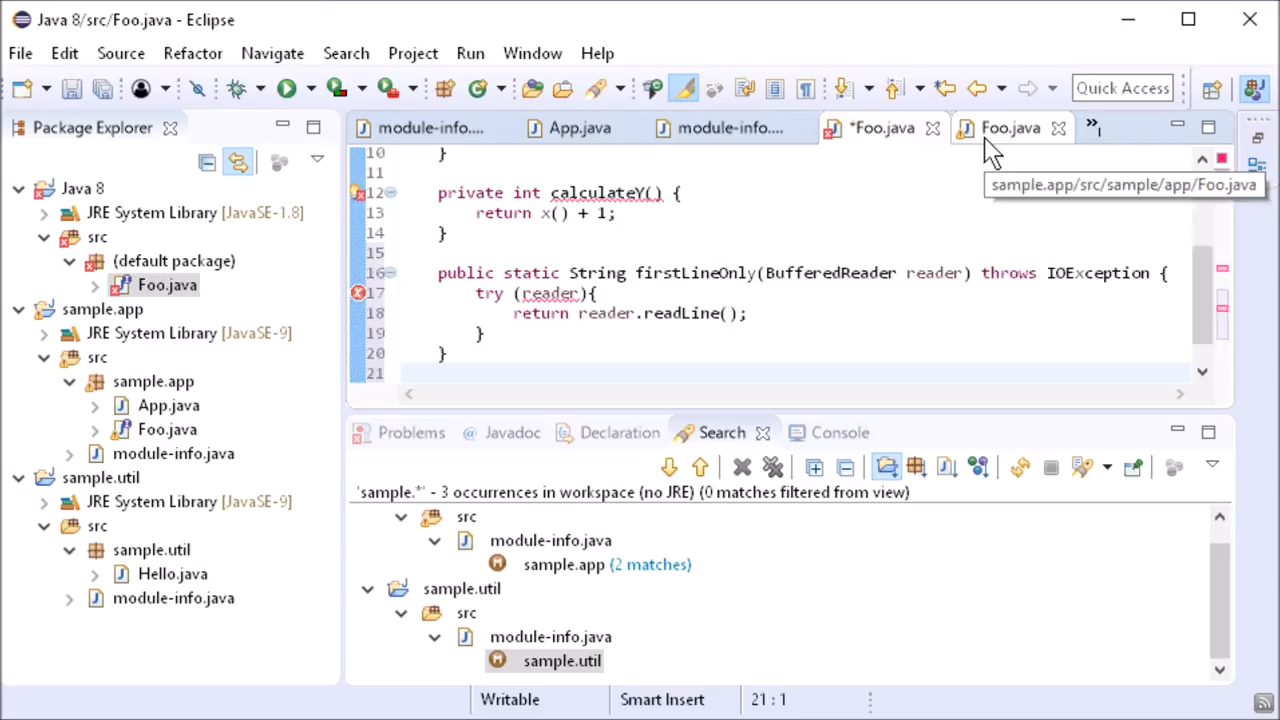 Java 8/src/Foo.java - Eclipse
File Edit Source Refactor Navigate Search Project Run Window Help
Quick Access
Package Explorer
Java 8
JRE System Library [JavaSE-1.8]
src
(default package)
Foo.java
sample.app
JRE System Library [JavaSE-9]
src
sample.app
App.java
Foo.java
module-info.java
sample.util
JRE System Library [JavaSE-9]
src
sample.util
Hello.java
module-info.java
module-info.... App.java module-info.... *Foo.java Foo.java »1
sample.app/src/sample/app/Foo.java
10 }
11
12 private int calculateY() {
13 return x() + 1;
14 }
15
16 public static String firstLineOnly(BufferedReader reader) throws IOException {
17 try (reader){
18 return reader.readLine();
19 }
20 }
21
Problems @ Javadoc Declaration Search Console
'sample.*' - 3 occurrences in workspace (no JRE) (0 matches filtered from view)
src
module-info.java
sample.app (2 matches)
sample.util
src
module-info.java
sample.util
Writable Smart Insert 21 : 1